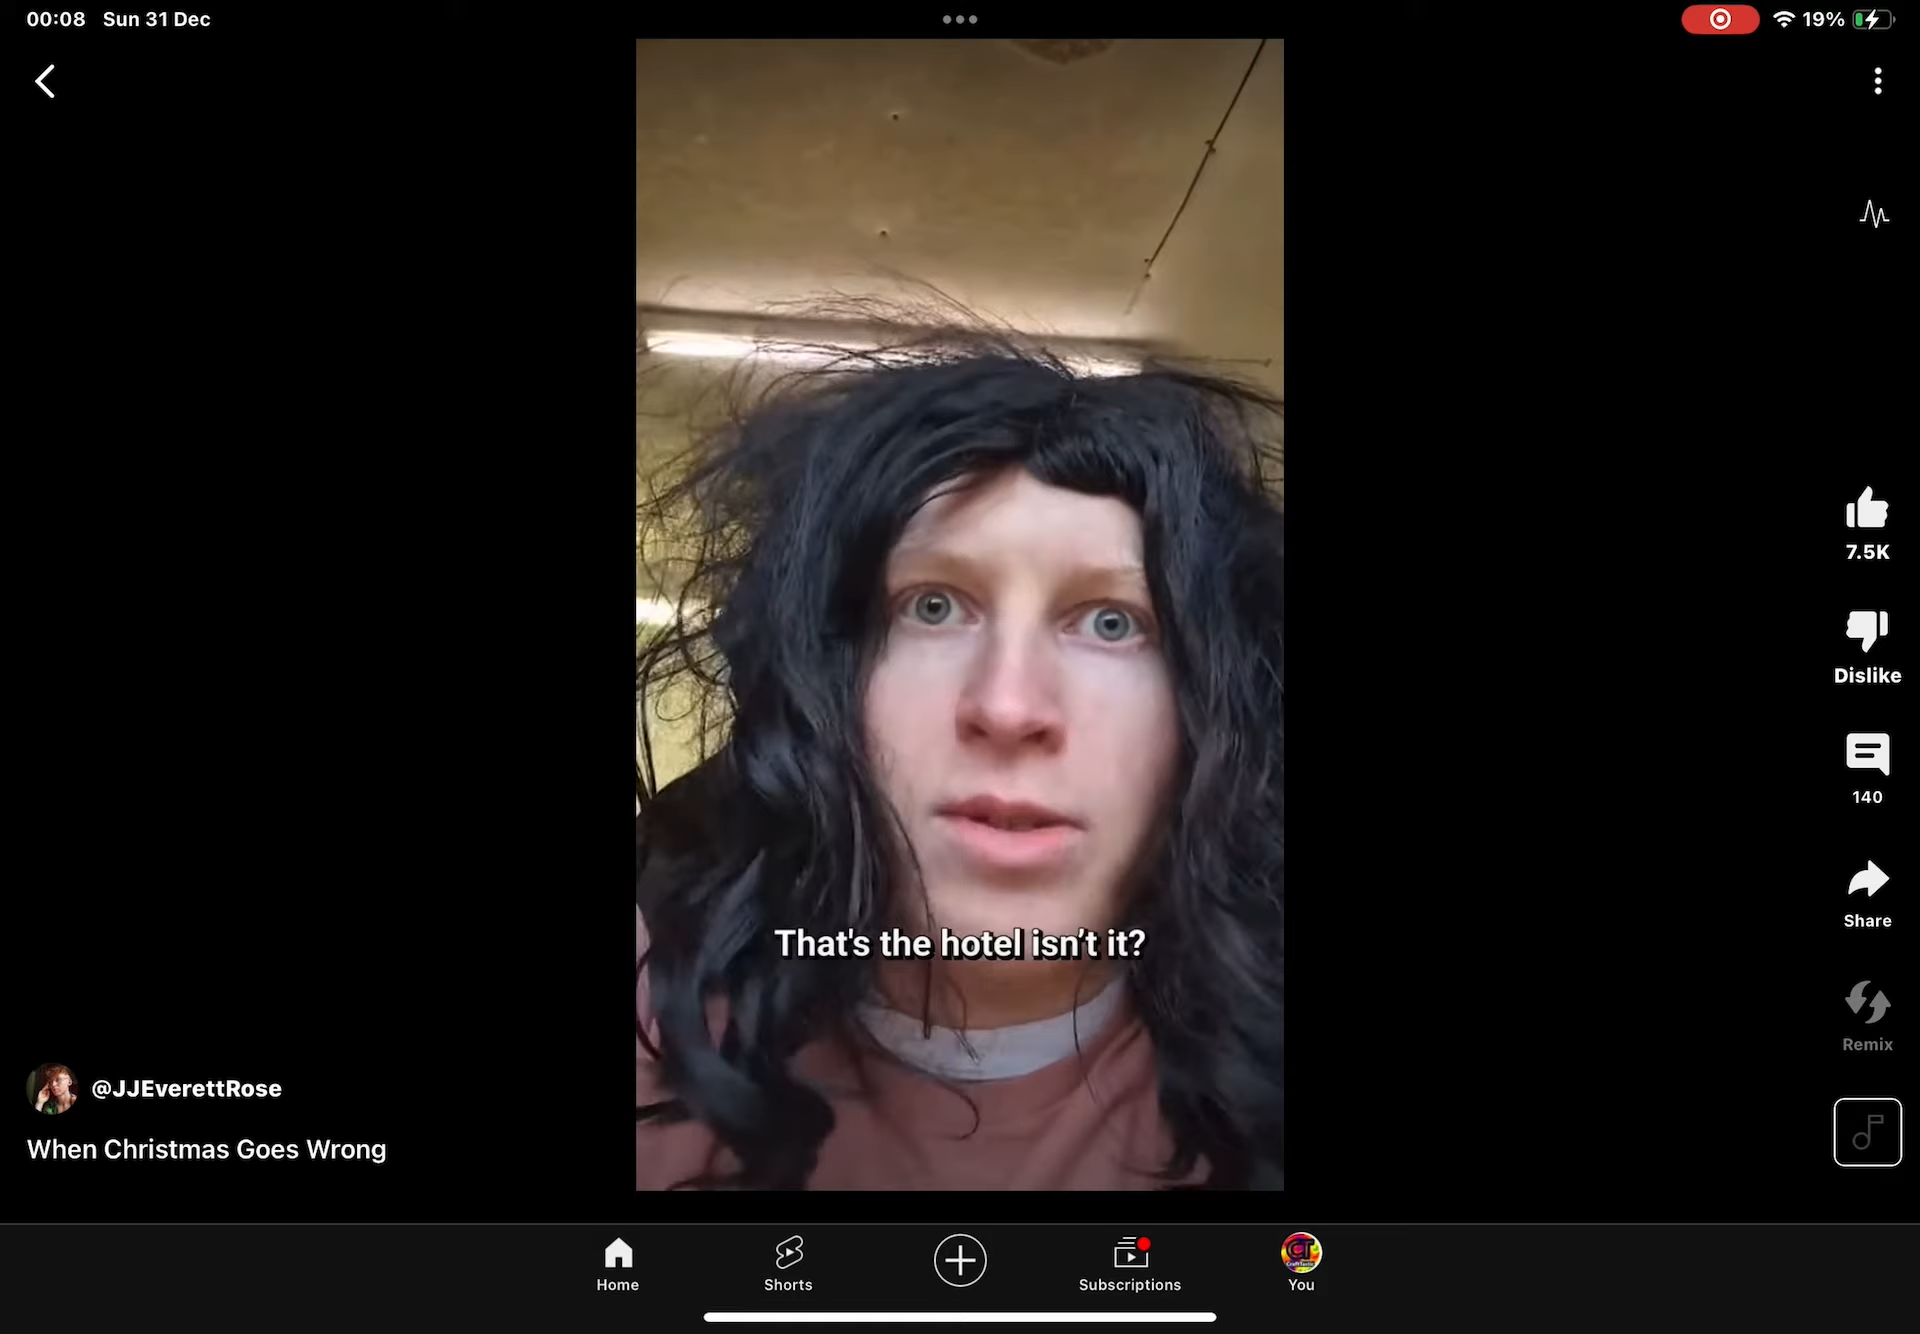 00:08 Sun 31 Dec
19%
7.5K
Dislike
That's the hotel isn't it?
140
Share
Remix
@JJEverettRose
When Christmas Goes Wrong
Home
Shorts
Subscriptions
You